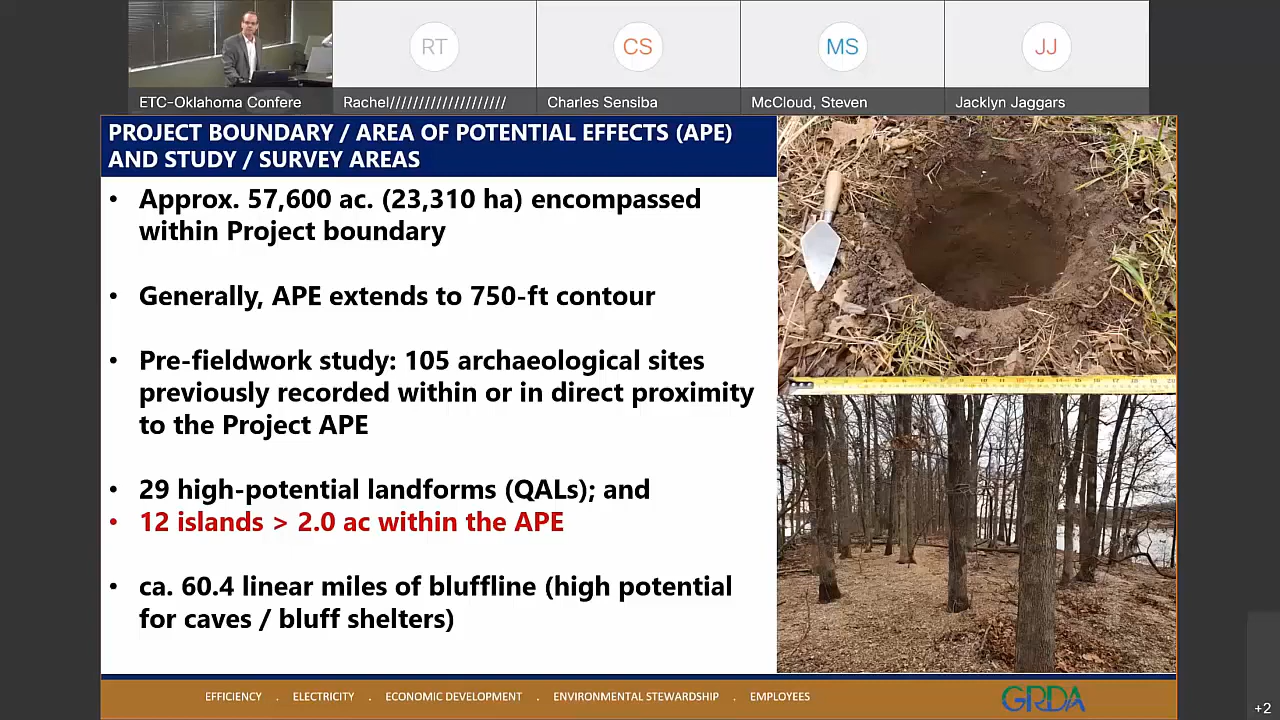 RT
CS
MS
JJ
ETC-Oklahoma Confere
Rachel////////////////////
Charles Sensiba
McCloud, Steven
Jacklyn Jaggars
PROJECT BOUNDARY / AREA OF POTENTIAL EFFECTS (APE)
AND STUDY / SURVEY AREAS
• Approx. 57,600 ac. (23,310 ha) encompassed
within Project boundary
• Generally, APE extends to 750-ft contour
• Pre-fieldwork study: 105 archaeological sites
previously recorded within or in direct proximity
to the Project APE
• 29 high-potential landforms (QALs); and
• 12 islands > 2.0 ac within the APE
• ca. 60.4 linear miles of bluffline (high potential
for caves / bluff shelters)
EFFICIENCY . ELECTRICITY . ECONOMIC DEVELOPMENT . ENVIRONMENTAL STEWARDSHIP . EMPLOYEES
GRDA
+2